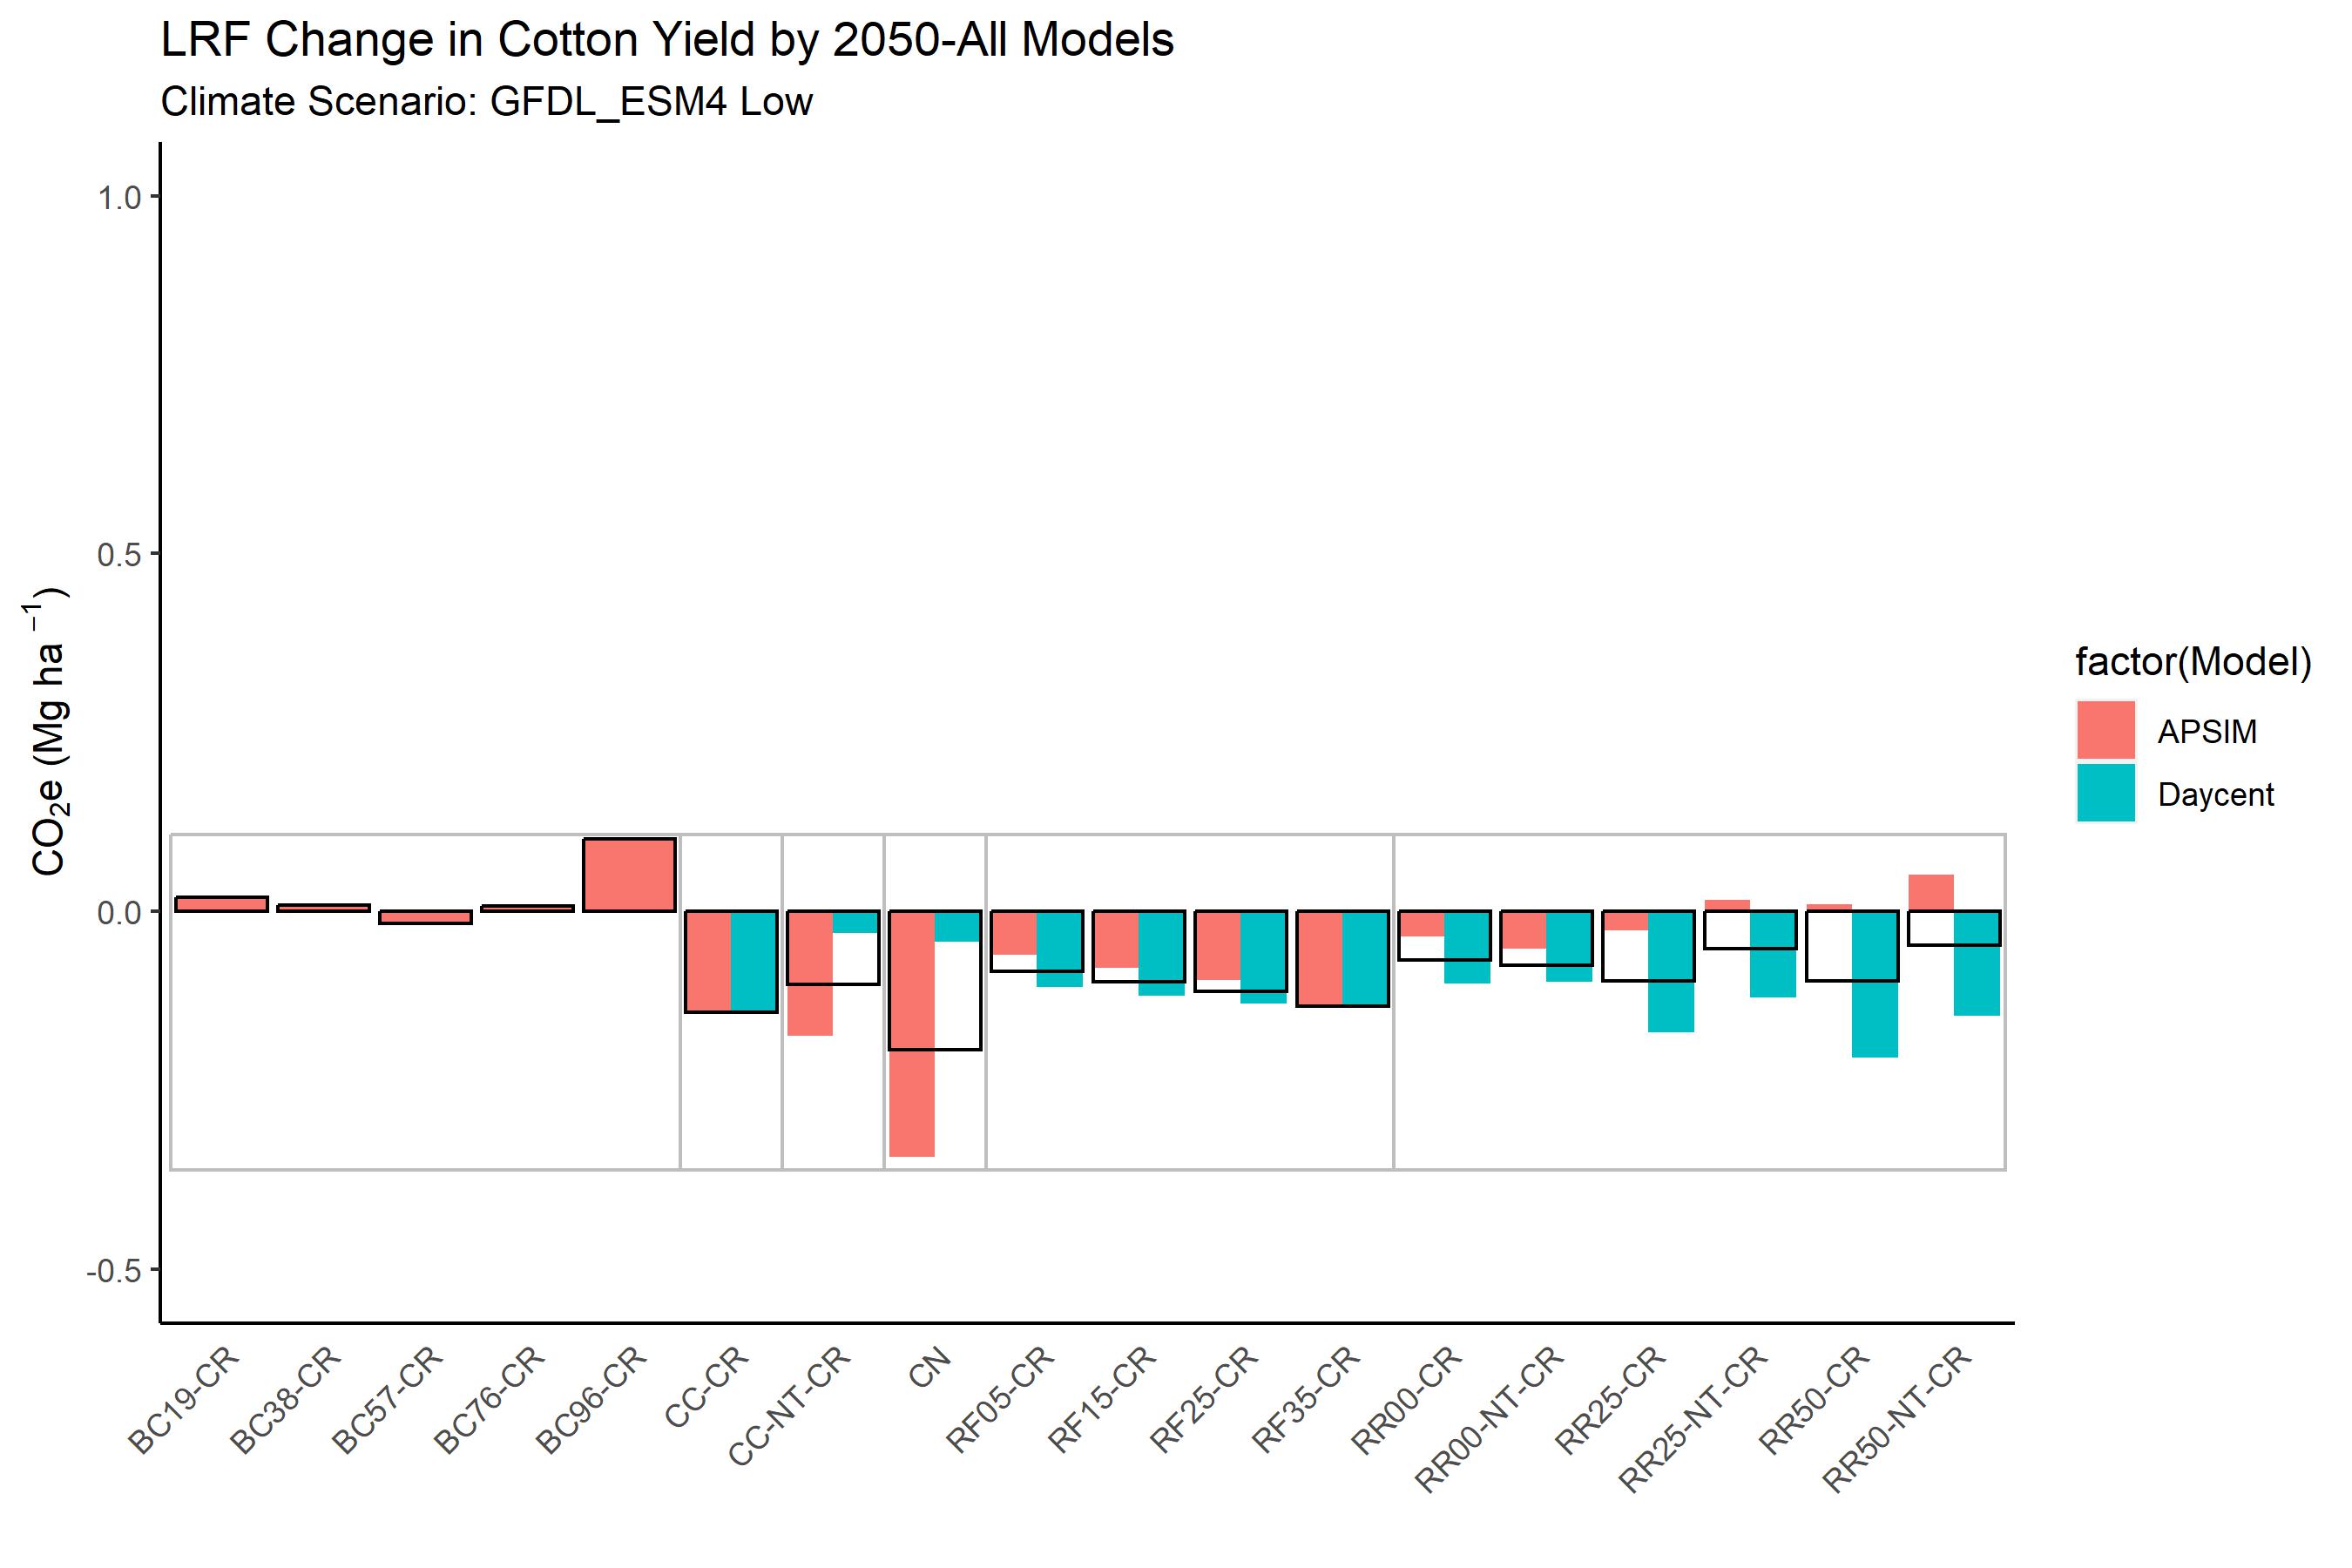 LRF Change in Cotton Yield by 2050-All Models
Climate Scenario: GFDL_ESM4 Low
CO₂e (Mg ha ⁻¹)
1.0
0.5
0.0
-0.5
BC19-CR
BC38-CR
BC57-CR
BC76-CR
BC96-CR
CC-CR
CC-NT-CR
CN
RF05-CR
RF15-CR
RF25-CR
RF35-CR
RR00-CR
RR00-NT-CR
RR25-CR
RR25-NT-CR
RR50-CR
RR50-NT-CR
factor(Model)
APSIM
Daycent